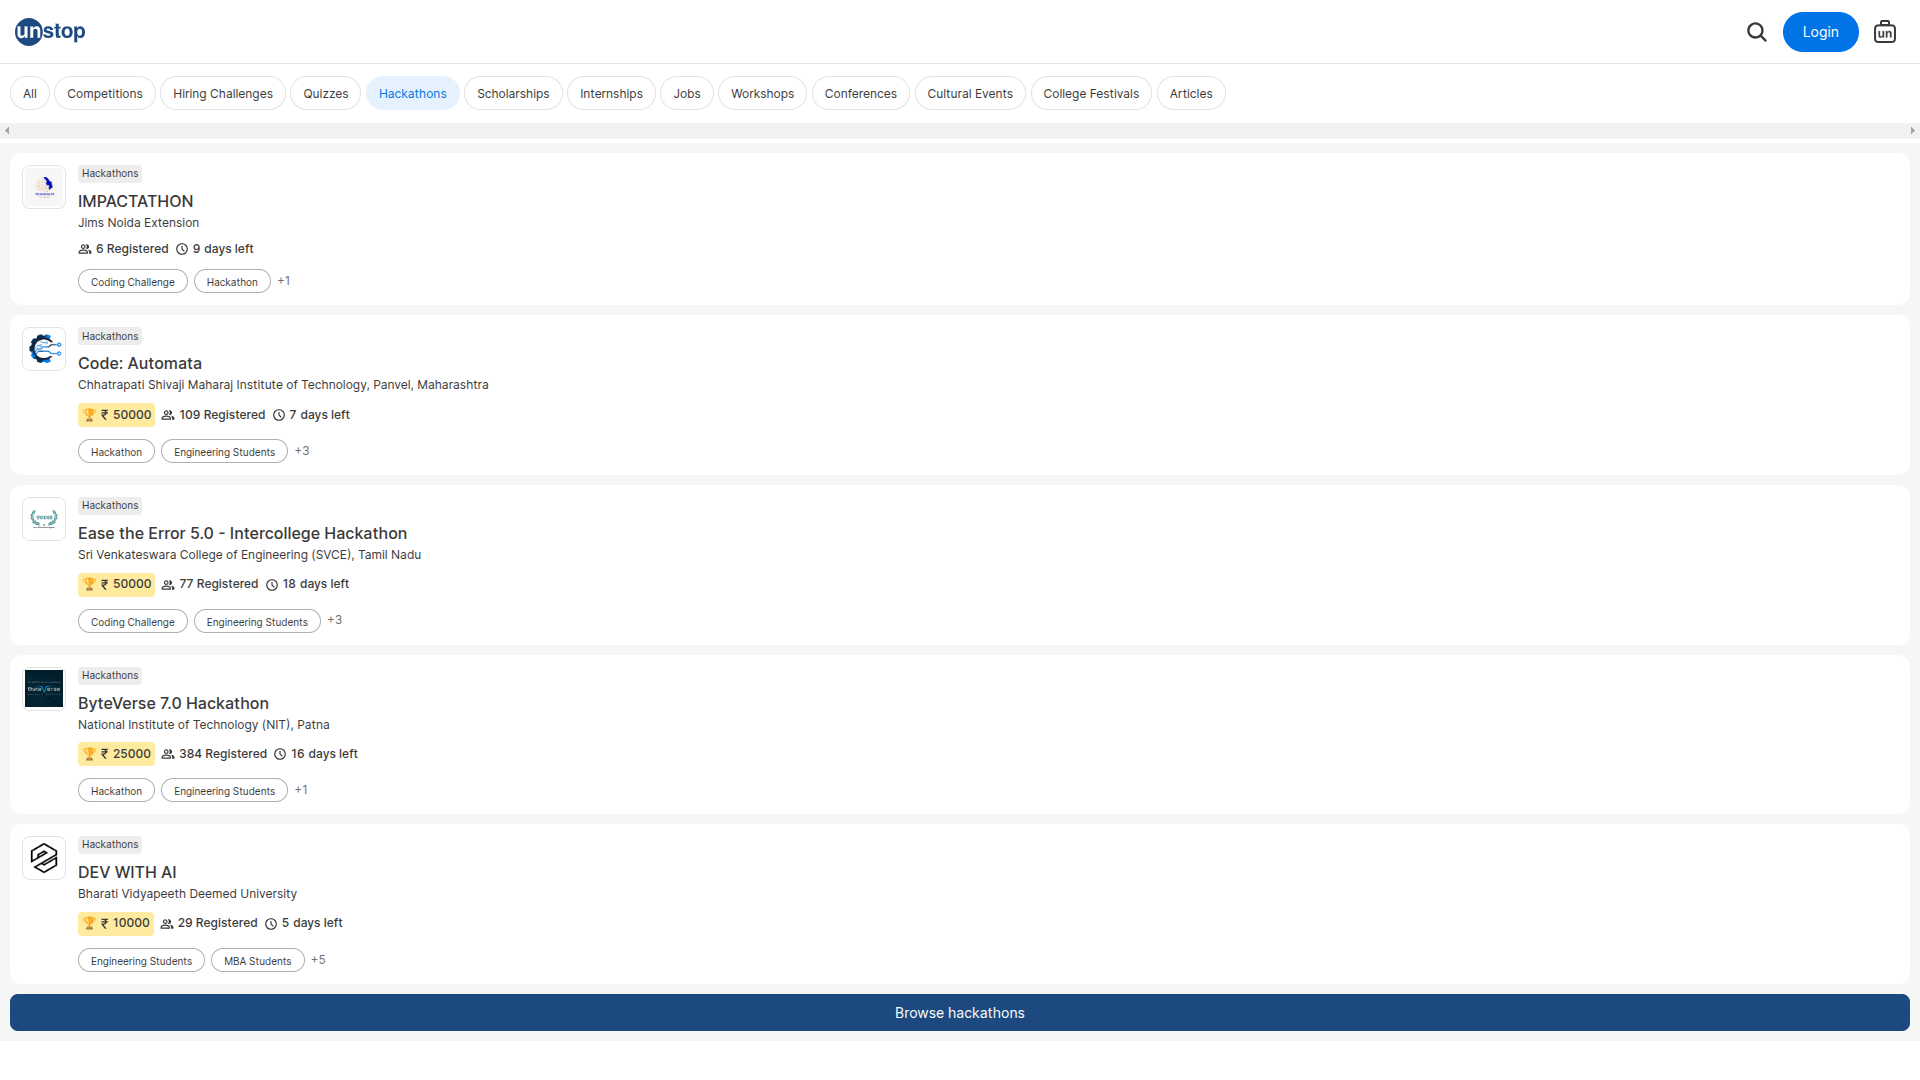 unstop
Login
un
All Competitions Hiring Challenges Quizzes Hackathons Scholarships Internships Jobs Workshops Conferences Cultural Events College Festivals Articles
Hackathons
IMPACTATHON
Jims Noida Extension
6 Registered 9 days left
Coding Challenge Hackathon +1
Hackathons
Code: Automata
Chhatrapati Shivaji Maharaj Institute of Technology, Panvel, Maharashtra
₹ 50000 109 Registered 7 days left
Hackathon Engineering Students +3
Hackathons
Ease the Error 5.0 - Intercollege Hackathon
Sri Venkateswara College of Engineering (SVCE), Tamil Nadu
₹ 50000 77 Registered 18 days left
Coding Challenge Engineering Students +3
Hackathons
ByteVerse
ByteVerse 7.0 Hackathon
National Institute of Technology (NIT), Patna
₹ 25000 384 Registered 16 days left
Hackathon Engineering Students +1
Hackathons
DEV WITH AI
Bharati Vidyapeeth Deemed University
₹ 10000 29 Registered 5 days left
Engineering Students MBA Students +5
Browse hackathons